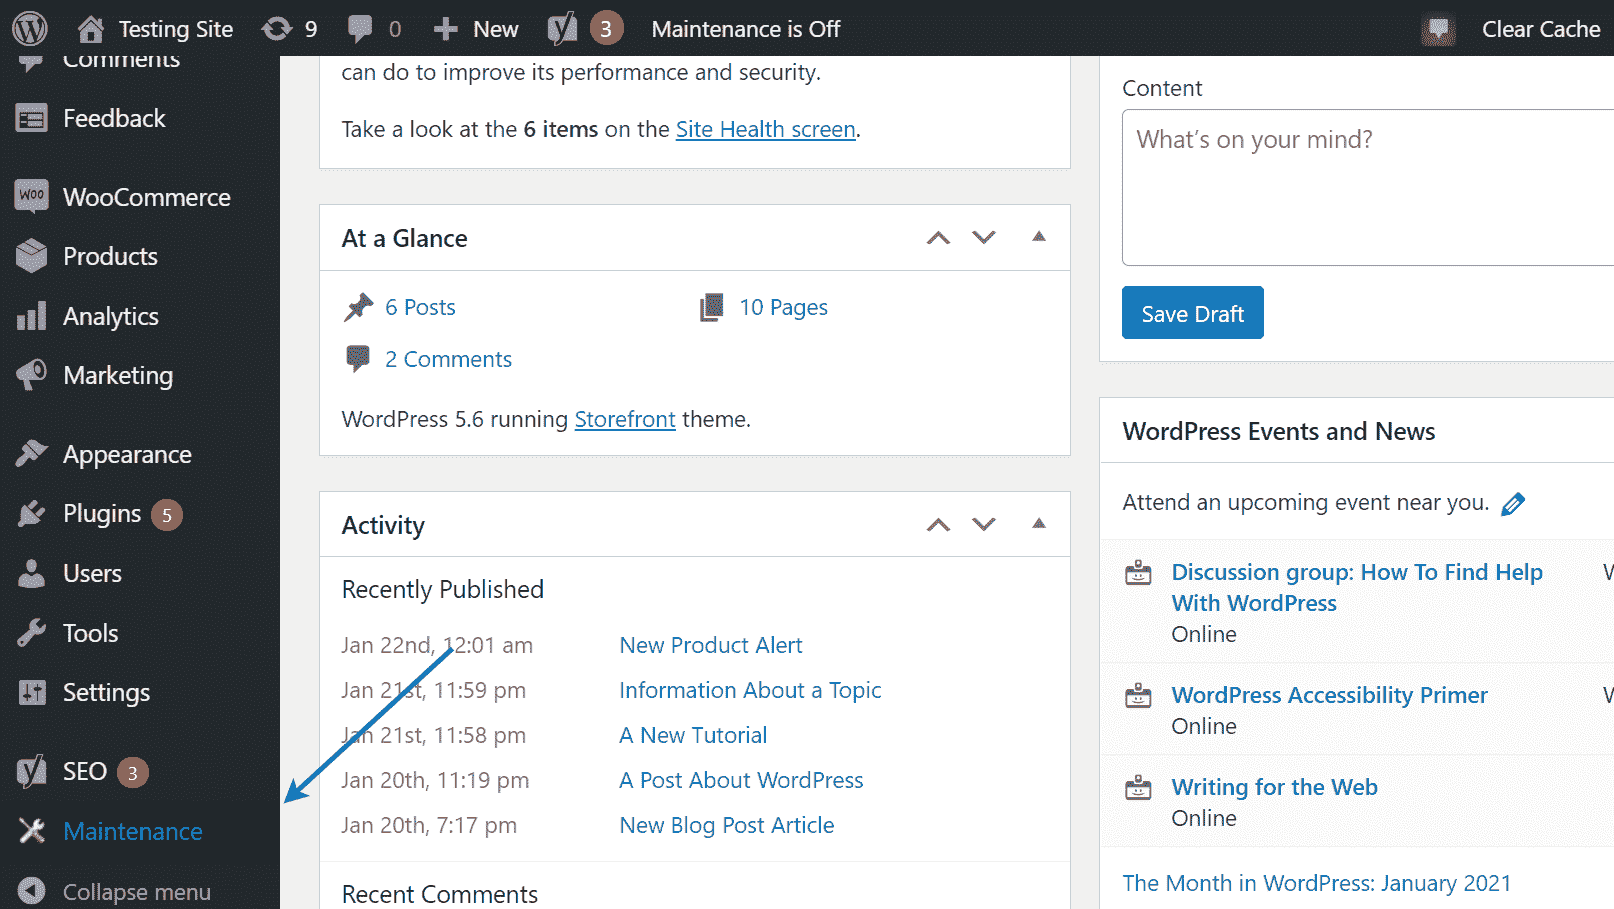 Testing Site 9 0 New 3 Maintenance is Off Clear Cache
Comments
Feedback
WOO WooCommerce
Products
Analytics
Marketing
Appearance
Plugins 5
Users
Tools
Settings
SEO 3
Maintenance
Collapse menu
can do to improve its performance and security.
Take a look at the 6 items on the Site Health screen.
At a Glance
6 Posts 10 Pages
2 Comments
WordPress 5.6 running Storefront theme.
Activity
Recently Published
Jan 22nd, 12:01 am New Product Alert
Jan 21st, 11:59 pm Information About a Topic
Jan 21st, 11:58 pm A New Tutorial
Jan 20th, 11:19 pm A Post About WordPress
Jan 20th, 7:17 pm New Blog Post Article
Recent Comments
Content
What's on your mind?
Save Draft
WordPress Events and News
Attend an upcoming event near you.
Discussion group: How To Find Help
With WordPress
Online
WordPress Accessibility Primer
Online
Writing for the Web
Online
The Month in WordPress: January 2021